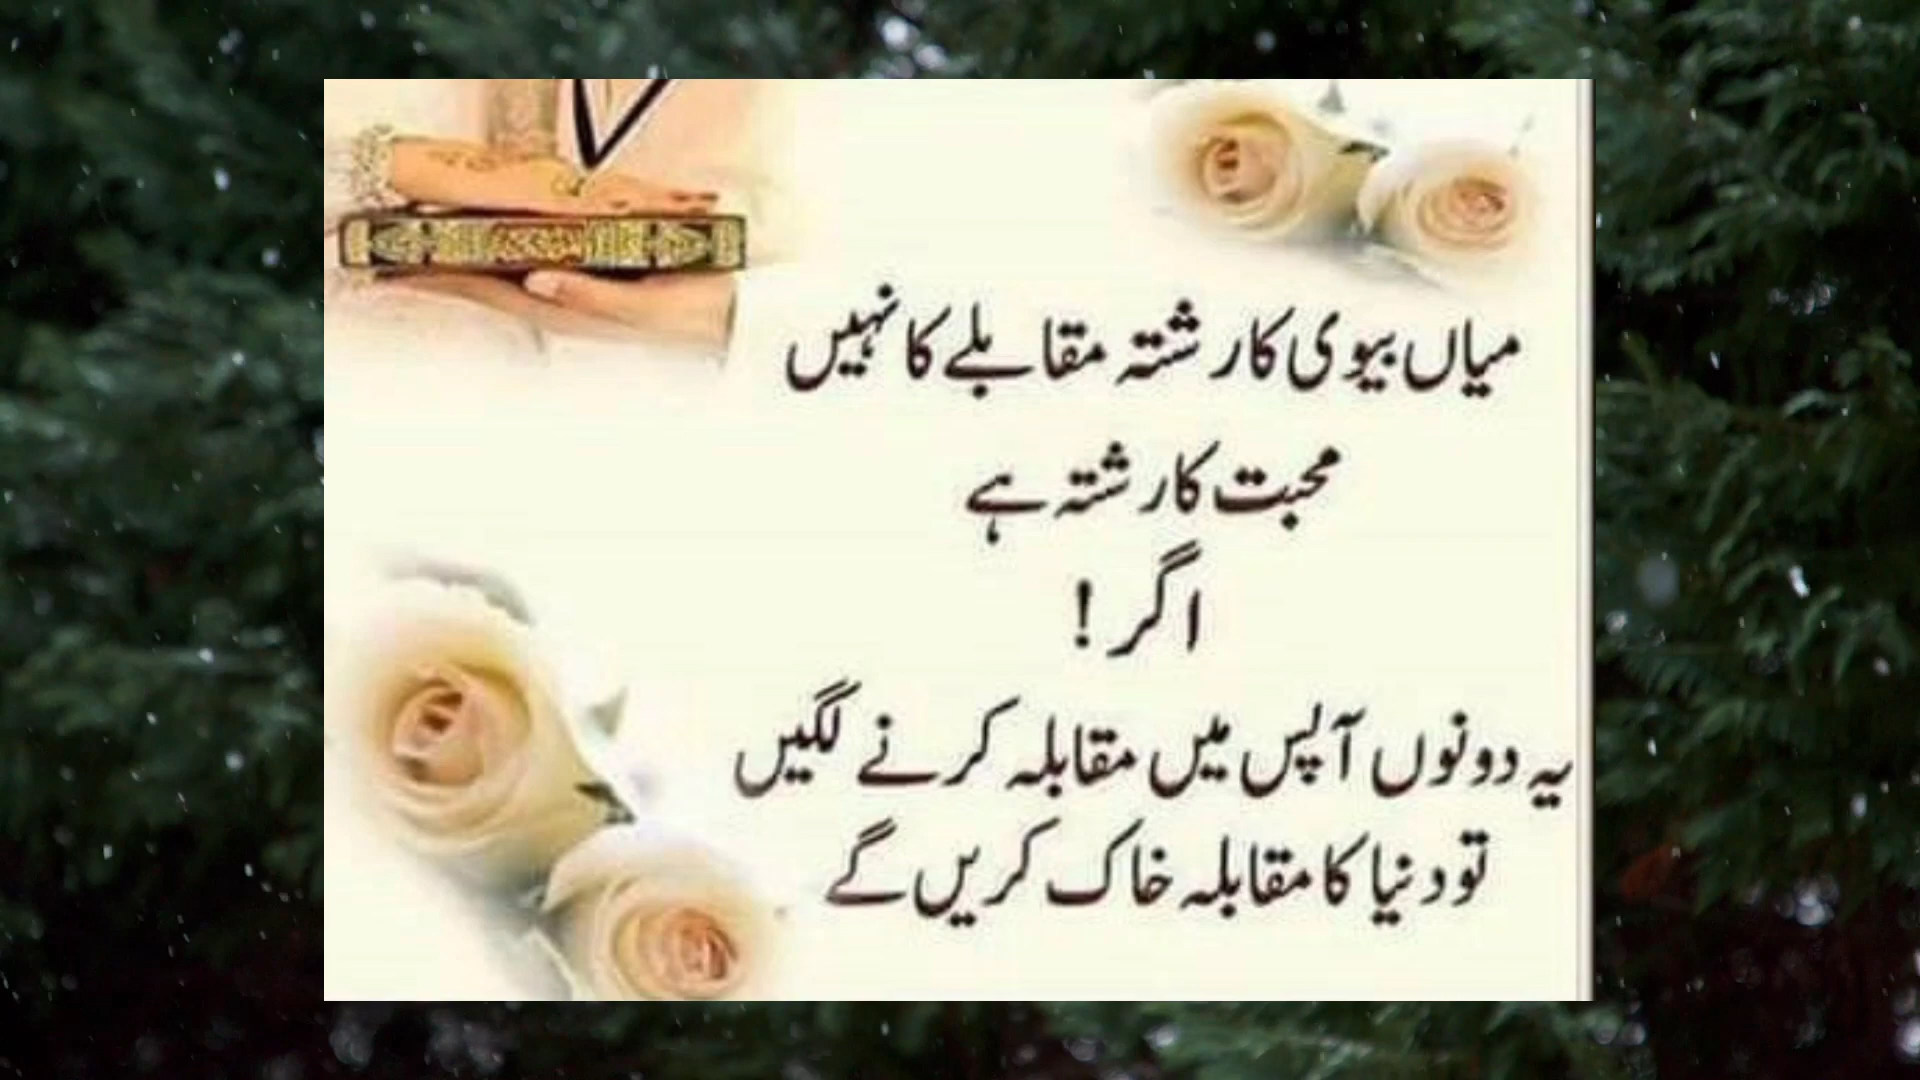 میاں بیوی کا رشتہ مقابلے کا نہیں
محبت کا رشتہ ہے
اگر !
یہ دونوں آپس میں مقابلہ کرنے لگیں
تو دنیا کا مقابلہ خاک کریں گے